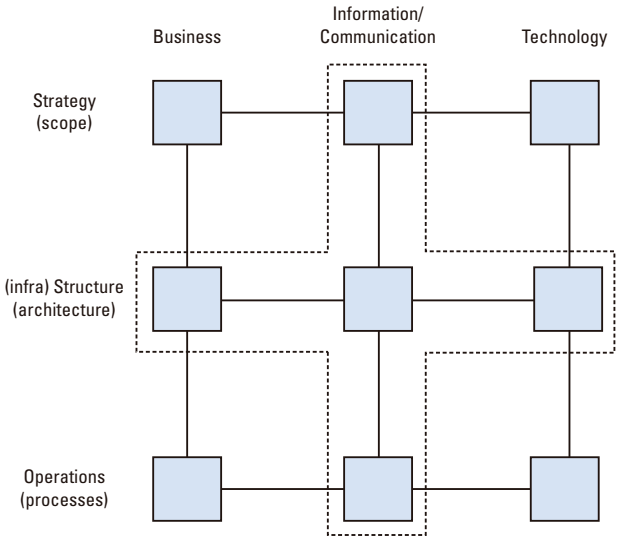 Business
Information/
Communication
Technology
Strategy
(scope)
(infra) Structure
(architecture)
Operations
(processes)